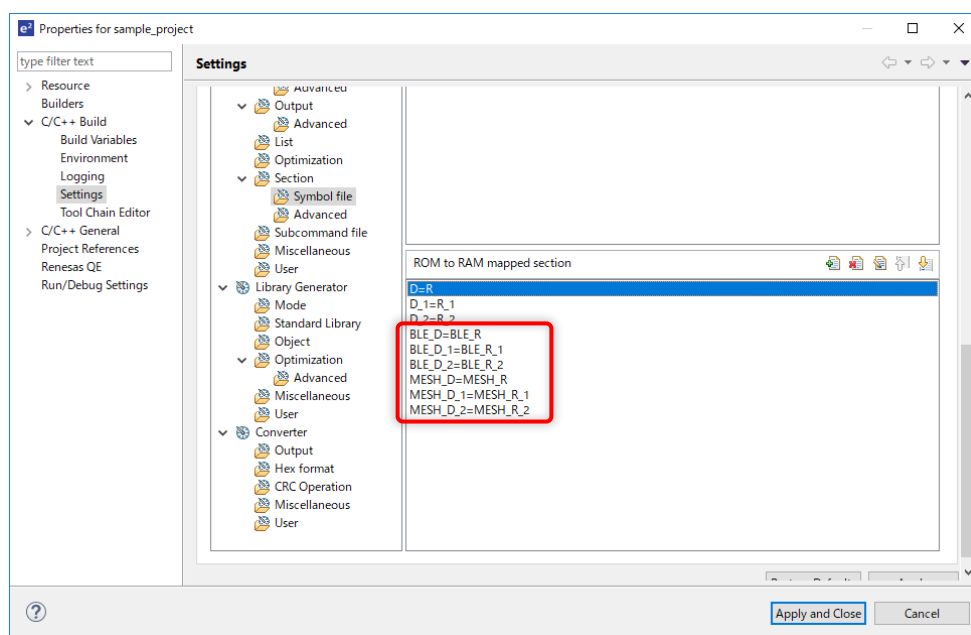 e² Properties for sample_project
type filter text
Settings
Resource
Builders
C/C++ Build
Build Variables
Environment
Logging
Settings
Tool Chain Editor
C/C++ General
Project References
Renesas QE
Run/Debug Settings
Advanced
Output
Advanced
List
Optimization
Section
Symbol file
Advanced
Subcommand file
Miscellaneous
User
Library Generator
Mode
Standard Library
Object
Optimization
Advanced
Miscellaneous
User
Converter
Output
Hex format
CRC Operation
Miscellaneous
User
ROM to RAM mapped section
D=R
D_1=R_1
D_2=R_2
BLE_D=BLE_R
BLE_D_1=BLE_R_1
BLE_D_2=BLE_R_2
MESH_D=MESH_R
MESH_D_1=MESH_R_1
MESH_D_2=MESH_R_2
Apply and Close
Cancel